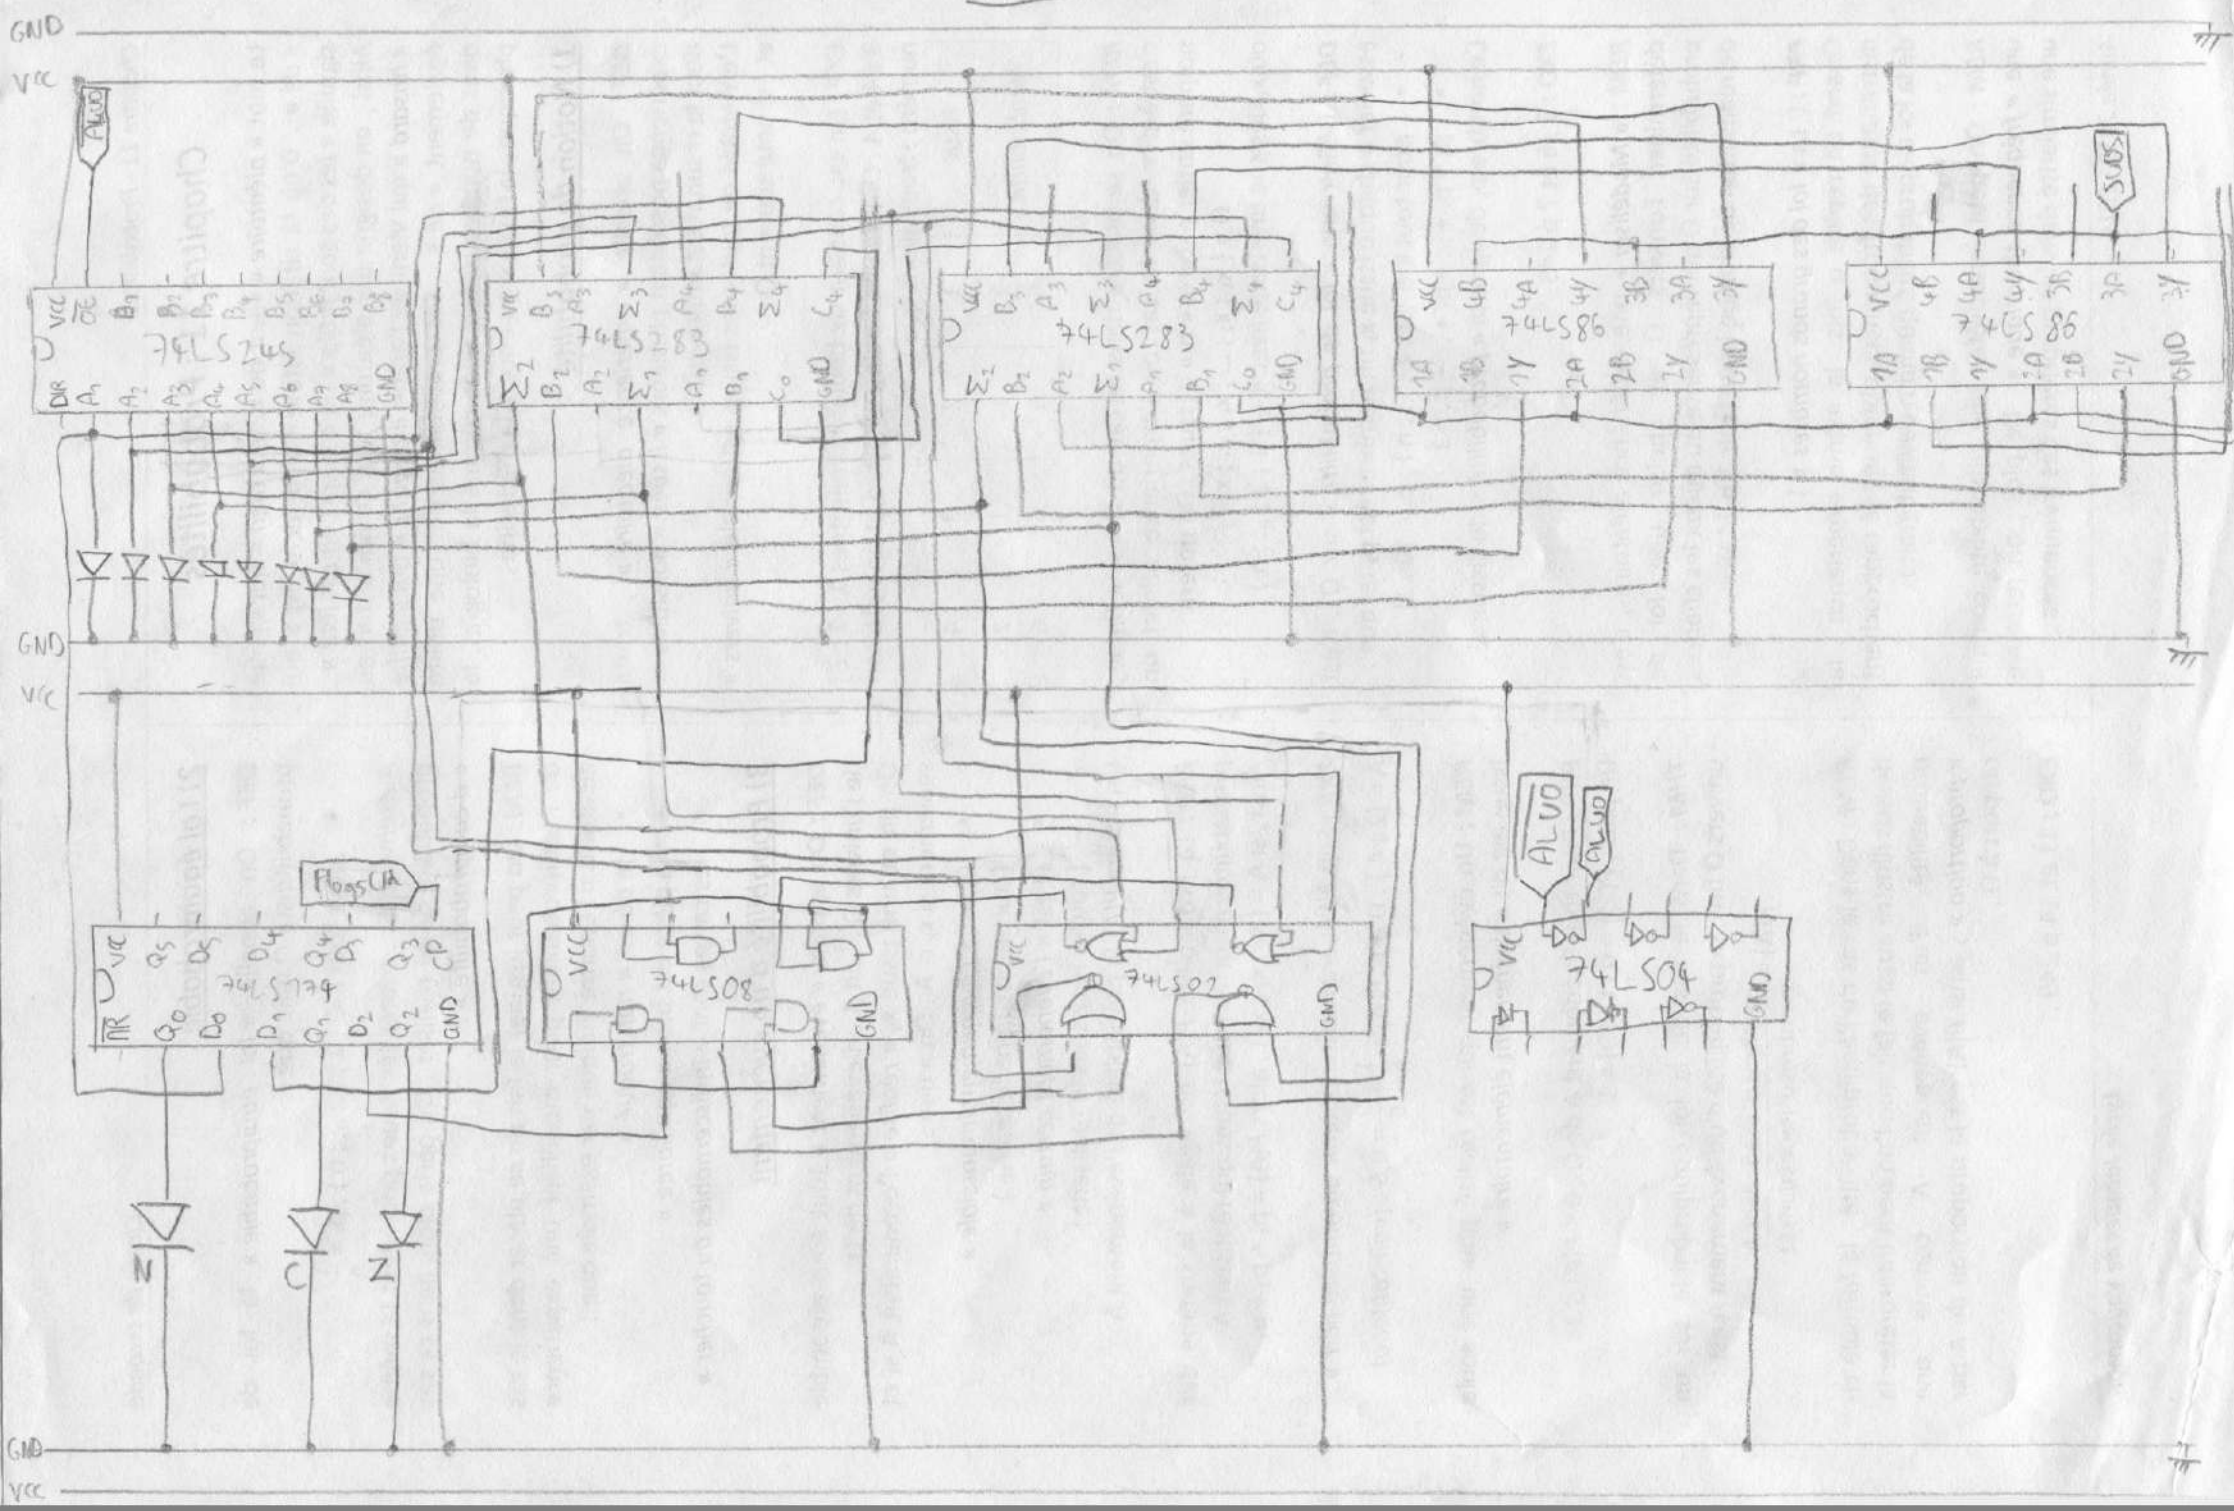 GND
VCC
ALUO
SUDS
VCC OE B1 B2 B3 B4 B5 B6 B7 B8
74LS245
DIR A1 A2 A3 A4 A5 A6 A7 A8 GND
VCC B3 A3 Σ3 A4 B4 Σ4 C4
74LS283
Σ2 B2 A2 Σ1 A1 B1 C0 GND
VCC B3 A3 Σ3 A4 B4 Σ4 C4
74LS283
Σ2 B2 A2 Σ1 A1 B1 C0 GND
VCC 4B 4A 4Y 3B 3A 3Y
74LS86
1A 1B 1Y 2A 2B 2Y GND
VCC 4B 4A 4Y 3B 3A 3Y
74LS86
1A 1B 1Y 2A 2B 2Y GND
GND
VCC
ALUO
ALUO
FlagsClk
VCC Q5 D5 D4 Q4 D3 Q3 CP
74LS174
MR Q0 D0 D1 Q1 D2 Q2 GND
VCC
74LS08
GND
VCC
74LS02
GND
VCC
74LS04
GND
N
C
Z
GND
VCC